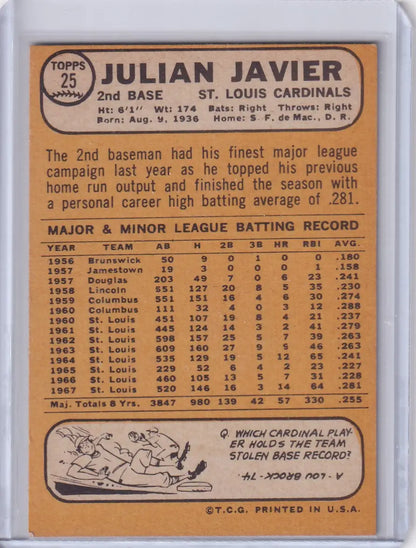 TOPPS
25
JULIAN JAVIER
2nd BASE ST. LOUIS CARDINALS
Ht: 6'1" Wt: 174 Bats: Right Throws: Right
Born: Aug. 9, 1936 Home: S. F. de Mac., D. R.
The 2nd baseman had his finest major league
campaign last year as he topped his previous
home run output and finished the season with
a personal career high batting average of .281.
MAJOR & MINOR LEAGUE BATTING RECORD
YEAR TEAM AB H 2B 3B HR RBI AVG.
1956 Brunswick 50 9 0 1 0 0 .180
1957 Jamestown 19 3 0 0 0 1 .158
1957 Douglas 203 49 7 0 6 23 .241
1958 Lincoln 551 127 20 8 5 35 .230
1959 Columbus 551 151 16 4 6 30 .274
1960 Columbus 111 32 4 0 3 12 .288
1960 St. Louis 451 107 19 8 4 21 .237
1961 St. Louis 445 124 14 3 2 41 .279
1962 St. Louis 598 157 25 5 7 39 .263
1963 St. Louis 609 160 27 9 9 46 .263
1964 St. Louis 535 129 19 5 12 65 .241
1965 St. Louis 229 52 6 4 2 23 .227
1966 St. Louis 460 105 13 5 7 31 .228
1967 St. Louis 520 146 16 3 14 64 .281
Maj. Totals 8 Yrs. 3847 980 139 42 57 330 .255
Q. WHICH CARDINAL PLAY-
ER HOLDS THE TEAM
STOLEN BASE RECORD?
A - LOU BROCK - 74.
©T.C.G. PRINTED IN U.S.A.